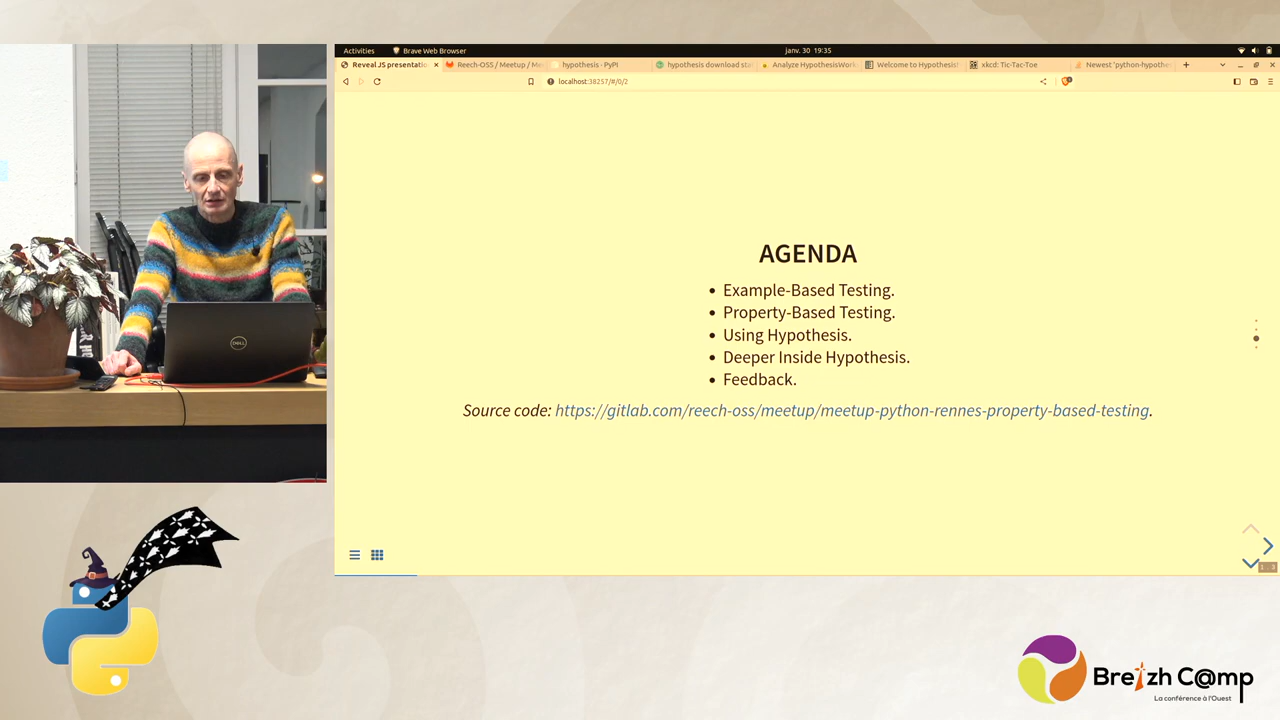 Activities
Brave Web Browser
janv. 30 19:35
Reveal JS presentatio
Reech-OSS / Meetup / Me
hypothesis · PyPI
hypothesis download sta
Analyze HypothesisWork
Welcome to Hypothesis!
xkcd: Tic-Tac-Toe
Newest 'python-hypothe
localhost:38257/#/0/2
AGENDA
• Example-Based Testing.
• Property-Based Testing.
• Using Hypothesis.
• Deeper Inside Hypothesis.
• Feedback.
Source code: https://gitlab.com/reech-oss/meetup/meetup-python-rennes-property-based-testing.
DELL
1 . 3
Breizh C@mp
La conférence à l'Ouest